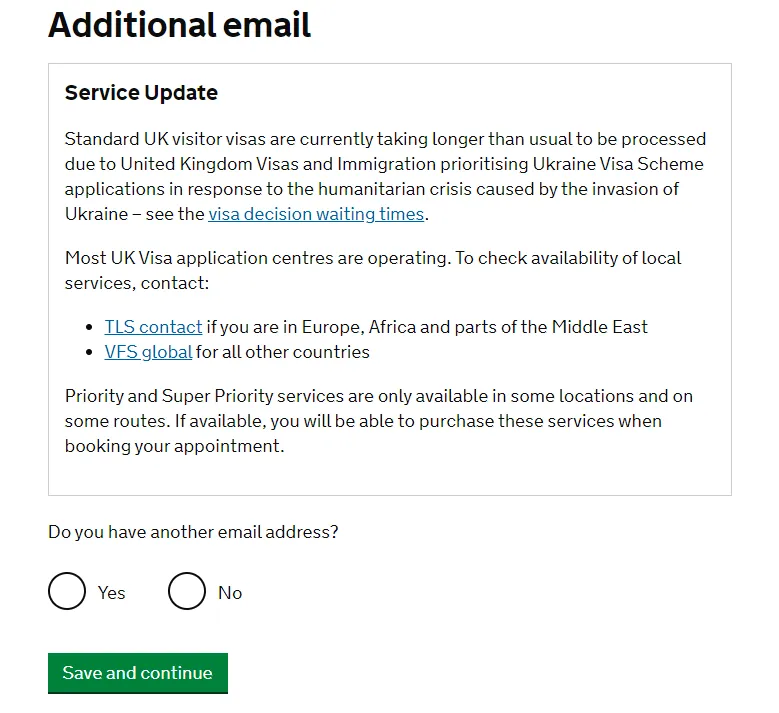 Additional email
Service Update
Standard UK visitor visas are currently taking longer than usual to be processed
due to United Kingdom Visas and Immigration prioritising Ukraine Visa Scheme
applications in response to the humanitarian crisis caused by the invasion of
Ukraine – see the visa decision waiting times.
Most UK Visa application centres are operating. To check availability of local
services, contact:
• TLS contact if you are in Europe, Africa and parts of the Middle East
• VFS global for all other countries
Priority and Super Priority services are only available in some locations and on
some routes. If available, you will be able to purchase these services when
booking your appointment.
Do you have another email address?
Yes No
Save and continue